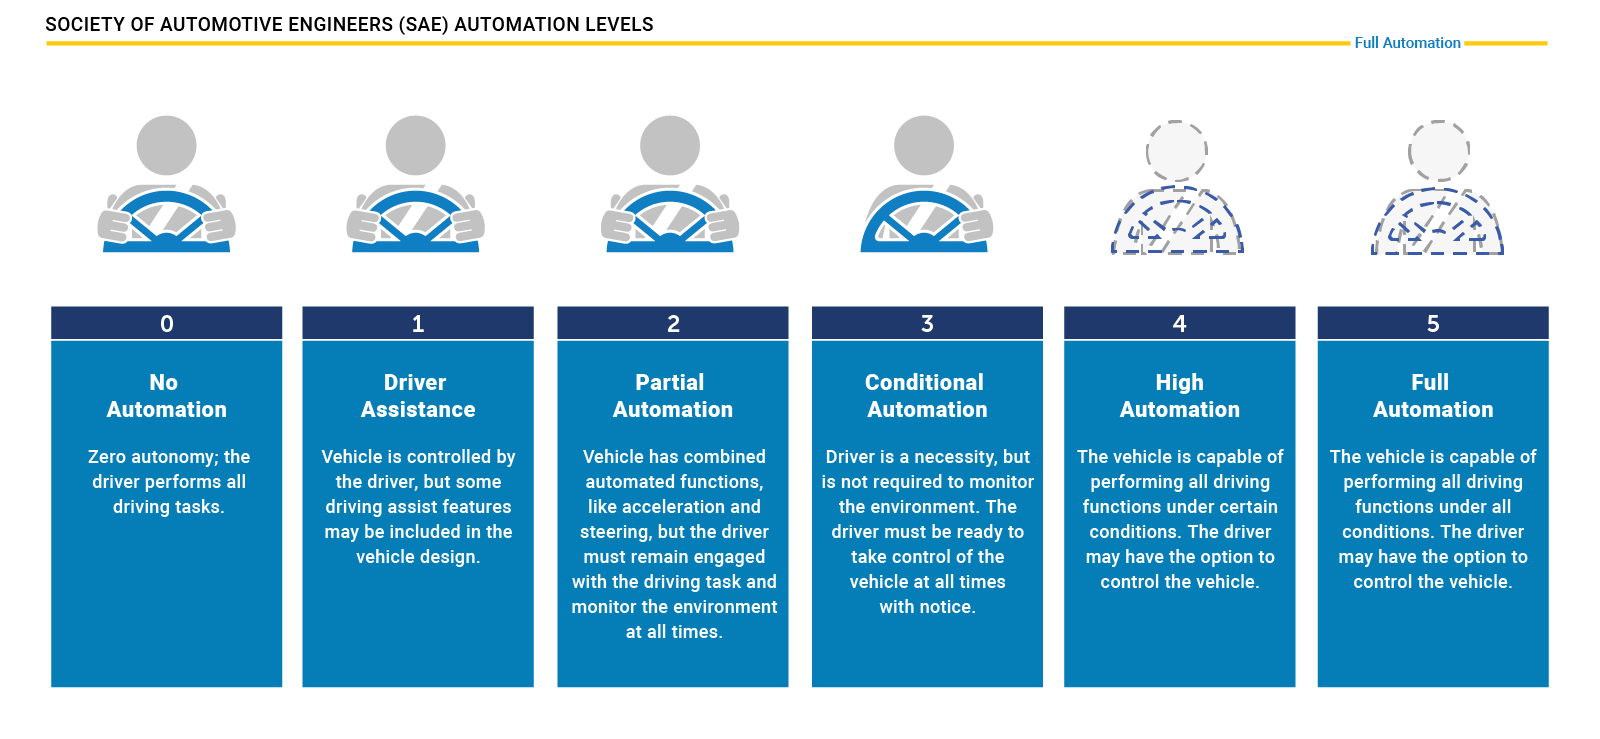 SOCIETY OF AUTOMOTIVE ENGINEERS (SAE) AUTOMATION LEVELS
Full Automation
0
No
Automation
Zero autonomy; the
driver performs all
driving tasks.
1
Driver
Assistance
Vehicle is controlled by
the driver, but some
driving assist features
may be included in the
vehicle design.
2
Partial
Automation
Vehicle has combined
automated functions,
like acceleration and
steering, but the driver
must remain engaged
with the driving task and
monitor the environment
at all times.
3
Conditional
Automation
Driver is a necessity, but
is not required to monitor
the environment. The
driver must be ready to
take control of the
vehicle at all times
with notice.
4
High
Automation
The vehicle is capable of
performing all driving
functions under certain
conditions. The driver
may have the option to
control the vehicle.
5
Full
Automation
The vehicle is capable of
performing all driving
functions under all
conditions. The driver
may have the option to
control the vehicle.